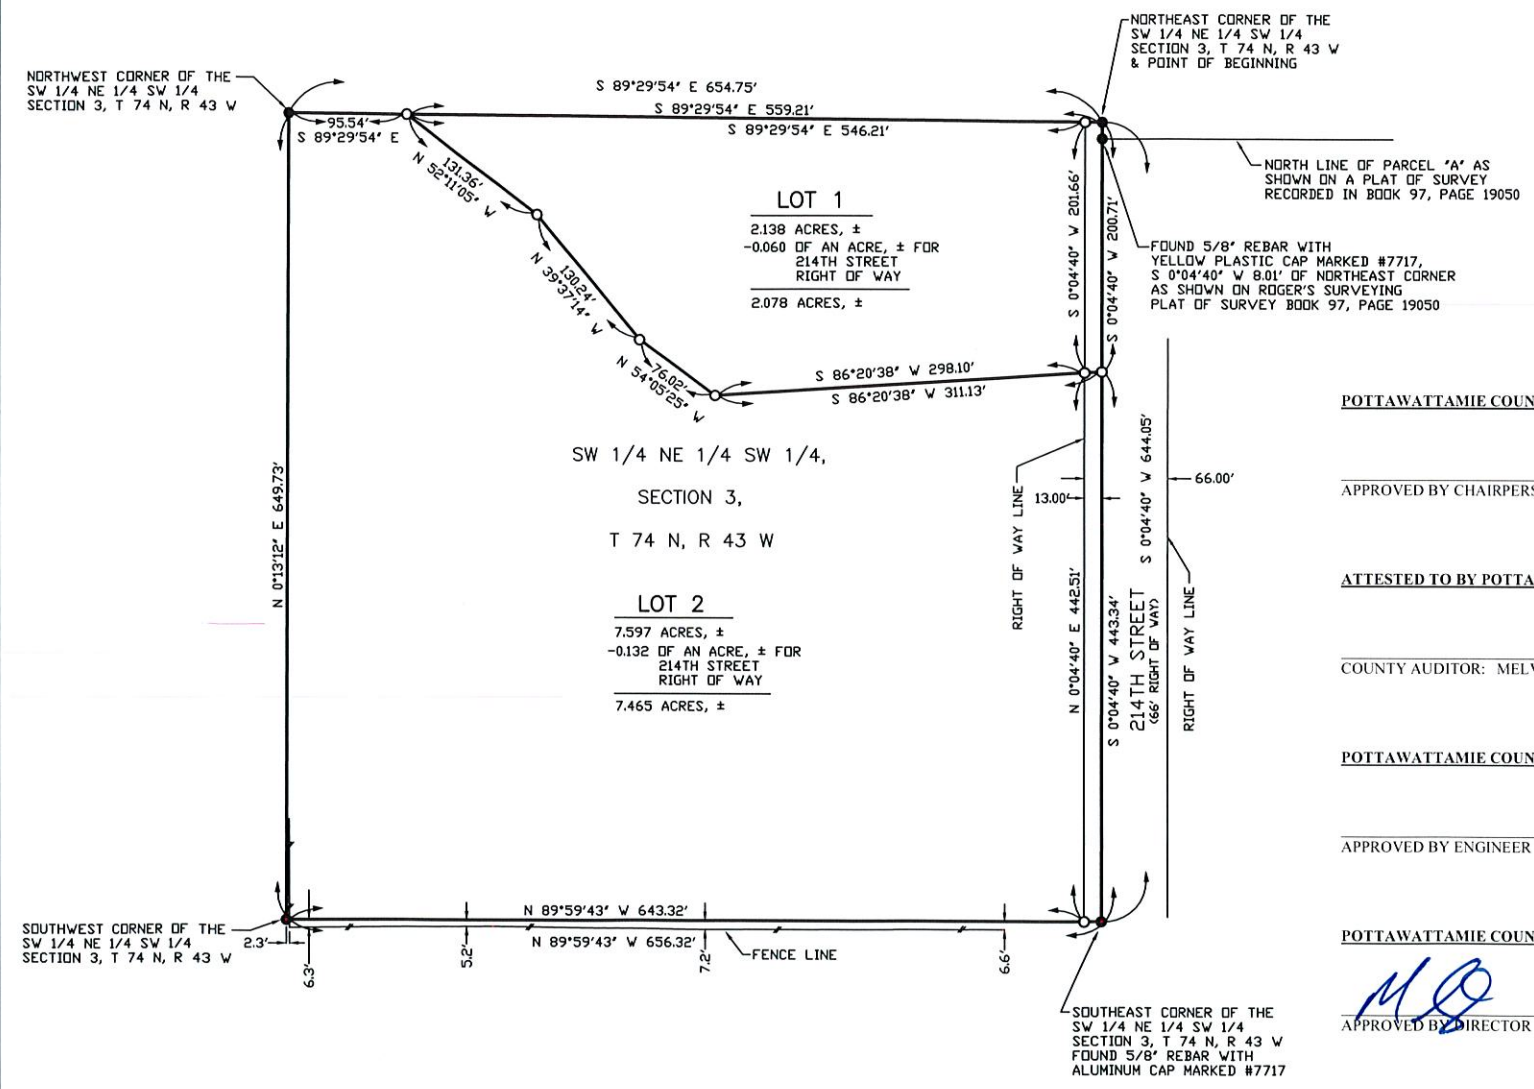 NORTHEAST CORNER OF THE
SW 1/4 NE 1/4 SW 1/4
SECTION 3, T 74 N, R 43 W
& POINT OF BEGINNING
NORTHWEST CORNER OF THE
SW 1/4 NE 1/4 SW 1/4
SECTION 3, T 74 N, R 43 W
S 89°29'54" E 654.75'
S 89°29'54" E 559.21'
S 89°29'54" E 546.21'
95.54'
S 89°29'54" E
131.36'
N 52°11'05" W
130.24'
N 39°37'14" W
76.02'
N 54°05'25" W
LOT 1
2.138 ACRES, ±
-0.060 OF AN ACRE, ± FOR
214TH STREET
RIGHT OF WAY
2.078 ACRES, ±
S 0°04'40" W 201.66'
S 0°04'40" W 200.71'
NORTH LINE OF PARCEL "A" AS
SHOWN ON A PLAT OF SURVEY
RECORDED IN BOOK 97, PAGE 19050
FOUND 5/8" REBAR WITH
YELLOW PLASTIC CAP MARKED #7717,
S 0°04'40" W 8.01' OF NORTHEAST CORNER
AS SHOWN ON ROGER'S SURVEYING
PLAT OF SURVEY BOOK 97, PAGE 19050
S 86°20'38" W 298.10'
S 86°20'38" W 311.13'
SW 1/4 NE 1/4 SW 1/4,
SECTION 3,
T 74 N, R 43 W
N 0°13'12" E 649.73'
LOT 2
7.597 ACRES, ±
-0.132 OF AN ACRE, ± FOR
214TH STREET
RIGHT OF WAY
7.465 ACRES, ±
RIGHT OF WAY LINE
13.00'
66.00'
S 0°04'40" W 644.05'
N 0°04'40" E 442.51'
S 0°04'40" W 443.34'
214TH STREET
(66' RIGHT OF WAY)
RIGHT OF WAY LINE
POTTAWATTAMIE COUN
APPROVED BY CHAIRPERS
ATTESTED TO BY POTTA
COUNTY AUDITOR: MELV
POTTAWATTAMIE COUN
APPROVED BY ENGINEER
POTTAWATTAMIE COUN
APPROVED BY DIRECTOR
N 89°59'43" W 643.32'
N 89°59'43" W 656.32'
SOUTHWEST CORNER OF THE
SW 1/4 NE 1/4 SW 1/4
SECTION 3, T 74 N, R 43 W
2.3'
6.3'
5.2'
7.2'
FENCE LINE
6.6'
SOUTHEAST CORNER OF THE
SW 1/4 NE 1/4 SW 1/4
SECTION 3, T 74 N, R 43 W
FOUND 5/8" REBAR WITH
ALUMINUM CAP MARKED #7717